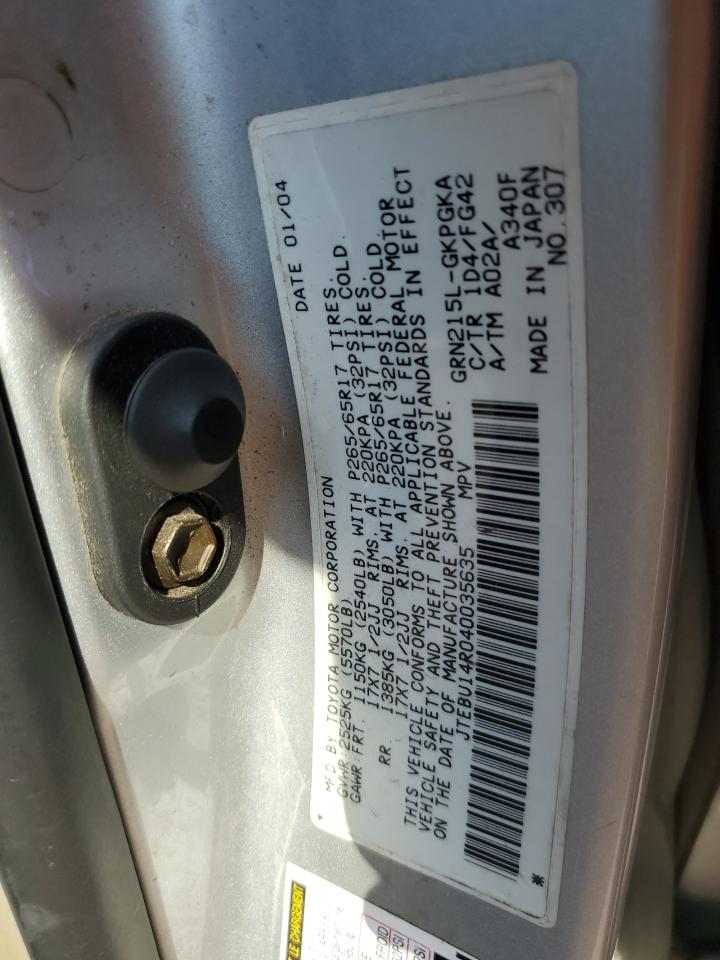 DATE 01/04
MFD BY TOYOTA MOTOR CORPORATION
GVWR:2525KG (5570LB)
GAWR:FRT. 1150KG (2540LB) WITH P265/65R17 TIRES.
17X7 1/2JJ RIMS. AT 220KPA (32PSI) COLD.
RR. 1385KG (3050LB) WITH P265/65R17 TIRES.
17X7 1/2JJ RIMS. AT 220KPA (32PSI) COLD
THIS VEHICLE CONFORMS TO ALL APPLICABLE FEDERAL MOTOR
VEHICLE SAFETY AND THEFT PREVENTION STANDARDS IN EFFECT
ON THE DATE OF MANUFACTURE SHOWN ABOVE.
JTEBU14R040035635 MPV
GRN215L-GKPGKA
C/TR 1D4/FG42
A/TM A02A/
A340F
MADE IN JAPAN
NO.307
LE CHARGEMENT